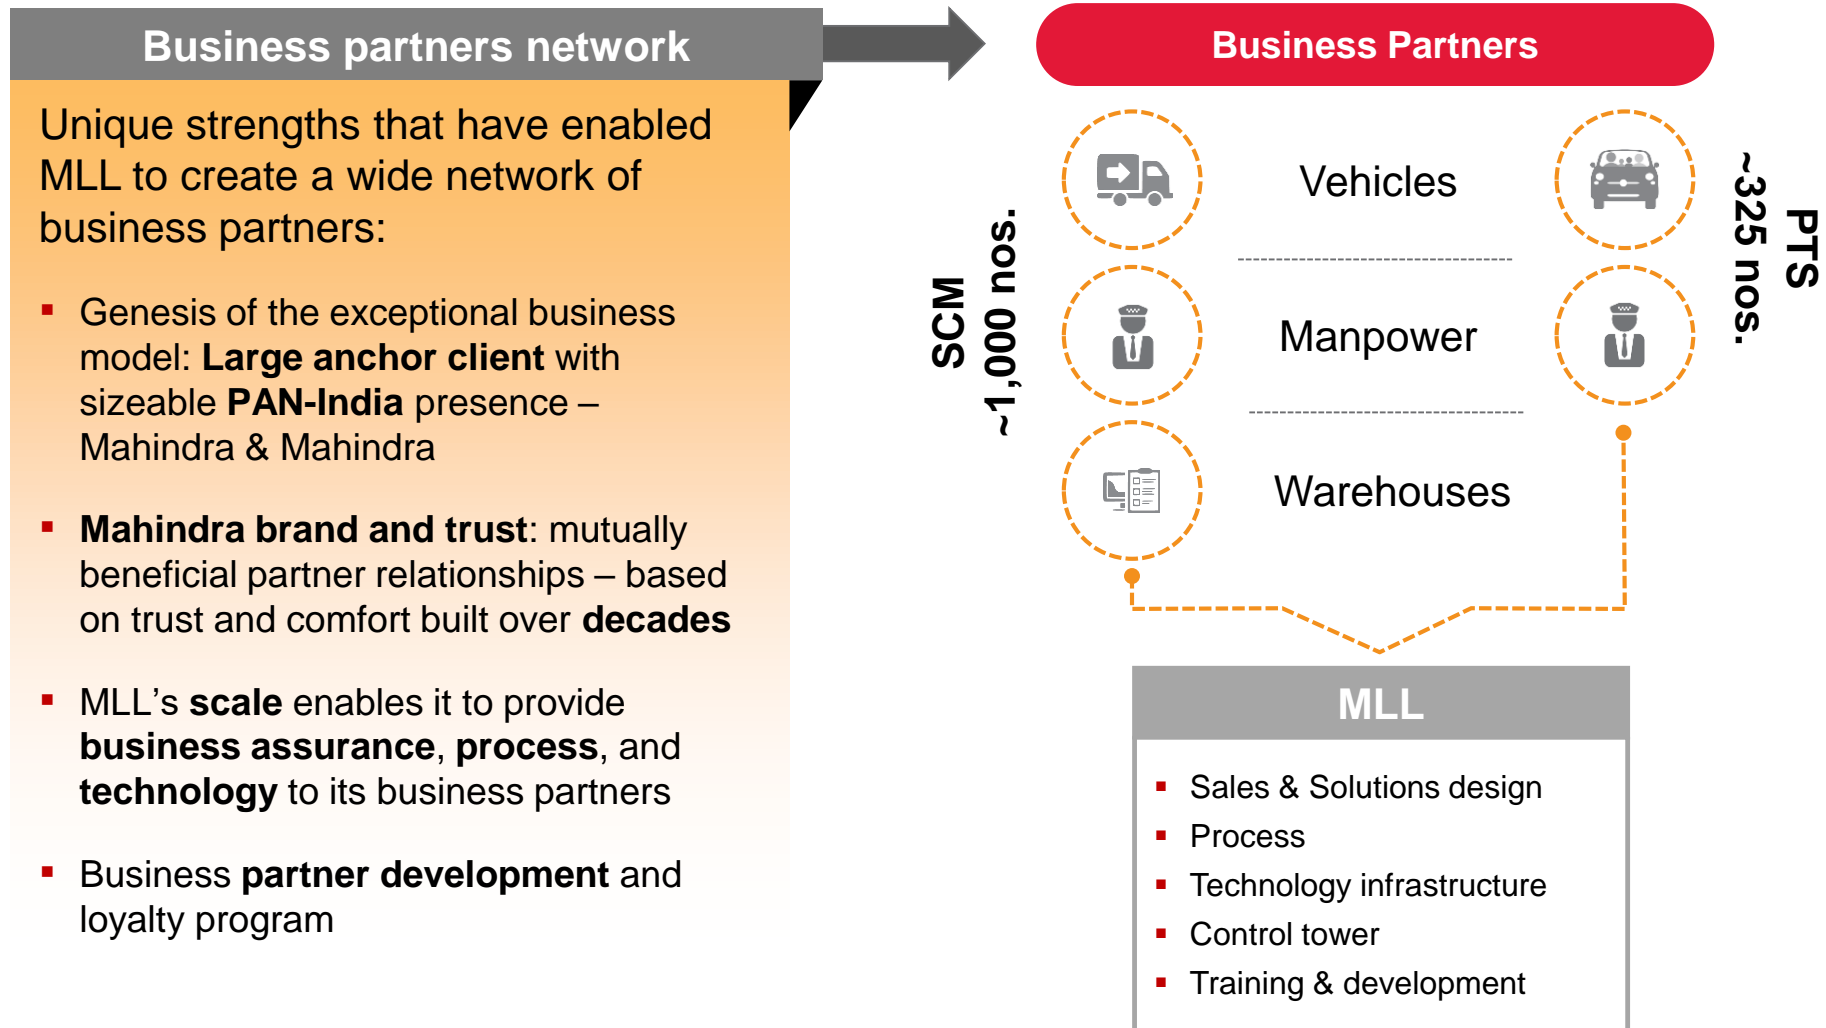 Business partners network
Unique strengths that have enabled
MLL to create a wide network of
business partners:
▪ Genesis of the exceptional business
model: Large anchor client with
sizeable PAN-India presence –
Mahindra & Mahindra
▪ Mahindra brand and trust: mutually
beneficial partner relationships – based
on trust and comfort built over decades
▪ MLL’s scale enables it to provide
business assurance, process, and
technology to its business partners
▪ Business partner development and
loyalty program
Business Partners
SCM
~1,000 nos.
Vehicles
Manpower
Warehouses
PTS
~325 nos.
MLL
▪ Sales & Solutions design
▪ Process
▪ Technology infrastructure
▪ Control tower
▪ Training & development